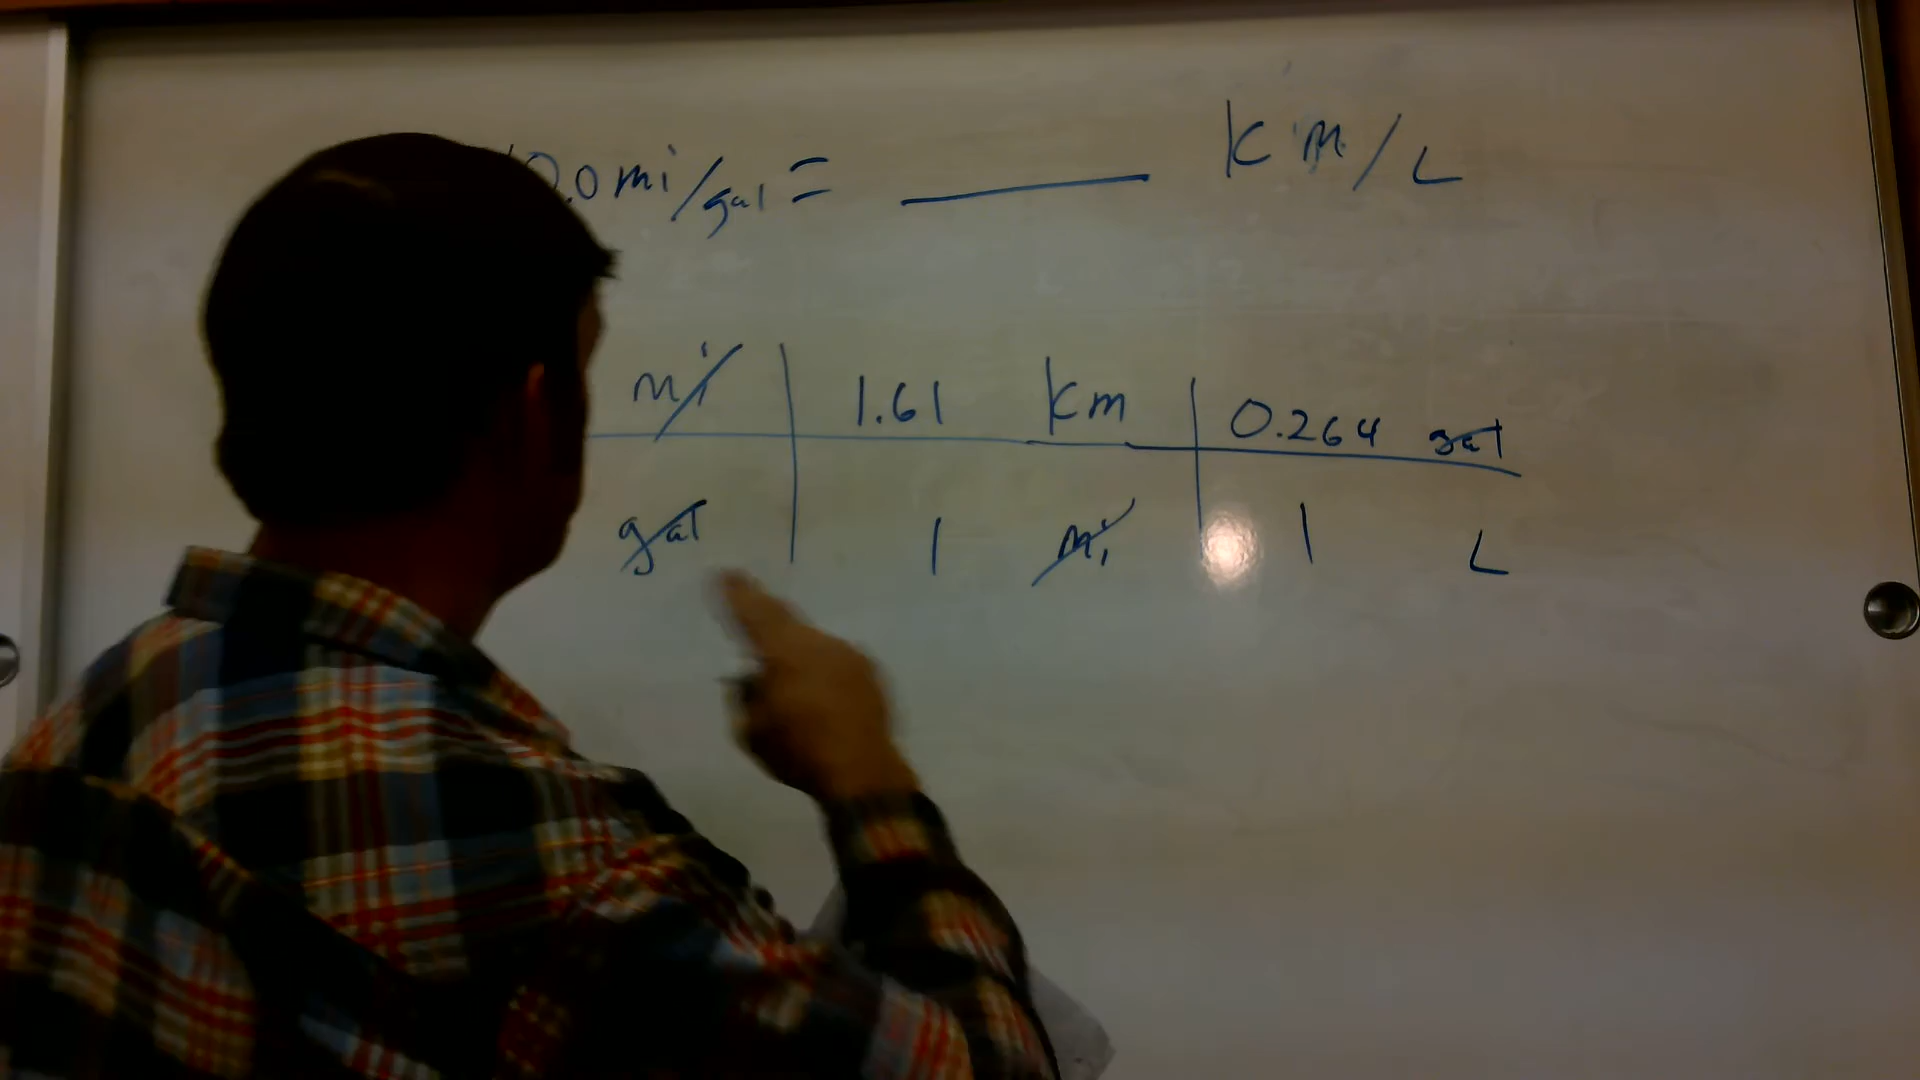 0.0 mi/gal = ____ km/L
mi | 1.61 km | 0.264 gal
gal | 1 mi | 1 L